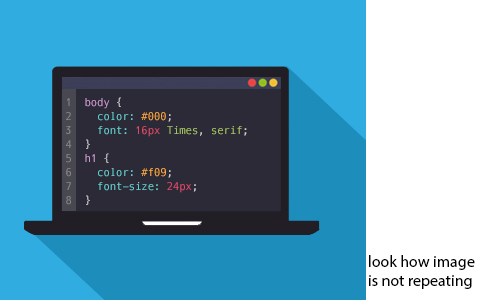 1 body {
2   color: #000;
3   font: 16px Times, serif;
4 }
5 h1 {
6   color: #f09;
7   font-size: 24px;
8 }
look how image
is not repeating